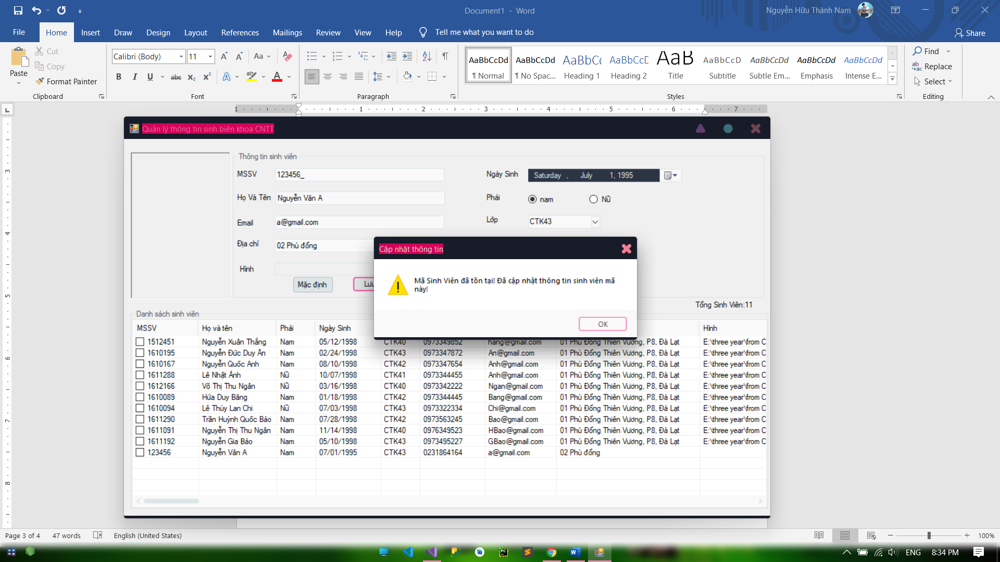 Document1 - Word
Nguyễn Hữu Thành Nam
File Home Insert Draw Design Layout References Mailings Review View Help Tell me what you want to do Share
Paste
Cut
Copy
Format Painter
Clipboard
Calibri (Body) 11
Font
Paragraph
AaBbCcDd AaBbCcDd AaBbCc AaBbCcC AaB AaBbCcD AaBbCcDd AaBbCcDd AaBbCcDd
¶ Normal ¶ No Spac... Heading 1 Heading 2 Title Subtitle Subtle Em... Emphasis Intense E...
Styles
Find
Replace
Select
Editing
1 1 2 3 4 5 6 7
Quản lý thông tin sinh biên khoa CNTT
Thông tin sinh viên
MSSV 123456_
Ngày Sinh Saturday , July 1, 1995
Họ Và Tên Nguyễn Văn A
Phái nam Nữ
Email a@gmail.com
Lớp CTK43
Địa chỉ 02 Phù đổng
Hình
Mặc định
Lưu
Cập nhật thông tin
Mã Sinh Viên đã tồn tại! Đã cập nhật thông tin sinh viên mã
này!
OK
Tổng Sinh Viên:11
Danh sách sinh viên
MSSV Họ và tên Phái Ngày Sinh Hình
1512451 Nguyễn Xuân Thắng Nam 05/12/1998 CTK40 0973349852 hang@gmail.com 01 Phù Đổng Thiên Vương, P8, Đà Lạt E:\three year\from C
1610195 Nguyễn Đức Duy Ân Nam 02/24/1998 CTK43 0973347872 An@gmail.com 01 Phù Đổng Thiên Vương, P8, Đà Lạt E:\three year\from C
1610167 Nguyễn Quốc Anh Nam 08/10/1998 CTK42 0973347654 Anh@gmail.com 01 Phù Đổng Thiên Vương, P8, Đà Lạt E:\three year\from C
1611288 Lê Nhật Ánh Nữ 10/07/1998 CTK41 0973344455 Anh@gmail.com 01 Phù Đổng Thiên Vương, P8, Đà Lạt E:\three year\from C
1612166 Võ Thị Thu Ngân Nữ 03/16/1998 CTK40 0973342222 Ngan@gmail.com 01 Phù Đổng Thiên Vương, P8, Đà Lạt E:\three year\from C
1610089 Hứa Duy Băng Nam 01/18/1998 CTK42 0973344445 Bang@gmail.com 01 Phù Đổng Thiên Vương, P8, Đà Lạt E:\three year\from C
1610094 Lê Thùy Lan Chi Nữ 07/03/1998 CTK43 0973322334 Chi@gmail.com 01 Phù Đổng Thiên Vương, P8, Đà Lạt E:\three year\from C
1611290 Trần Huỳnh Quốc Bảo Nam 07/28/1998 CTK42 0973563245 Bao@gmail.com 01 Phù Đổng Thiên Vương, P8, Đà Lạt E:\three year\from C
1611091 Nguyễn Thị Thu Ngân Nam 11/14/1998 CTK40 0976349523 HBao@gmail.com 01 Phù Đổng Thiên Vương, P8, Đà Lạt E:\three year\from C
1611192 Nguyễn Gia Bảo Nam 05/10/1998 CTK43 0973495227 GBao@gmail.com 01 Phù Đổng Thiên Vương, P8, Đà Lạt E:\three year\from C
123456 Nguyễn Văn A Nam 07/01/1995 CTK43 0231864164 a@gmail.com 02 Phù đổng
Page 3 of 4 47 words English (United States) 100%
ENG 8:34 PM